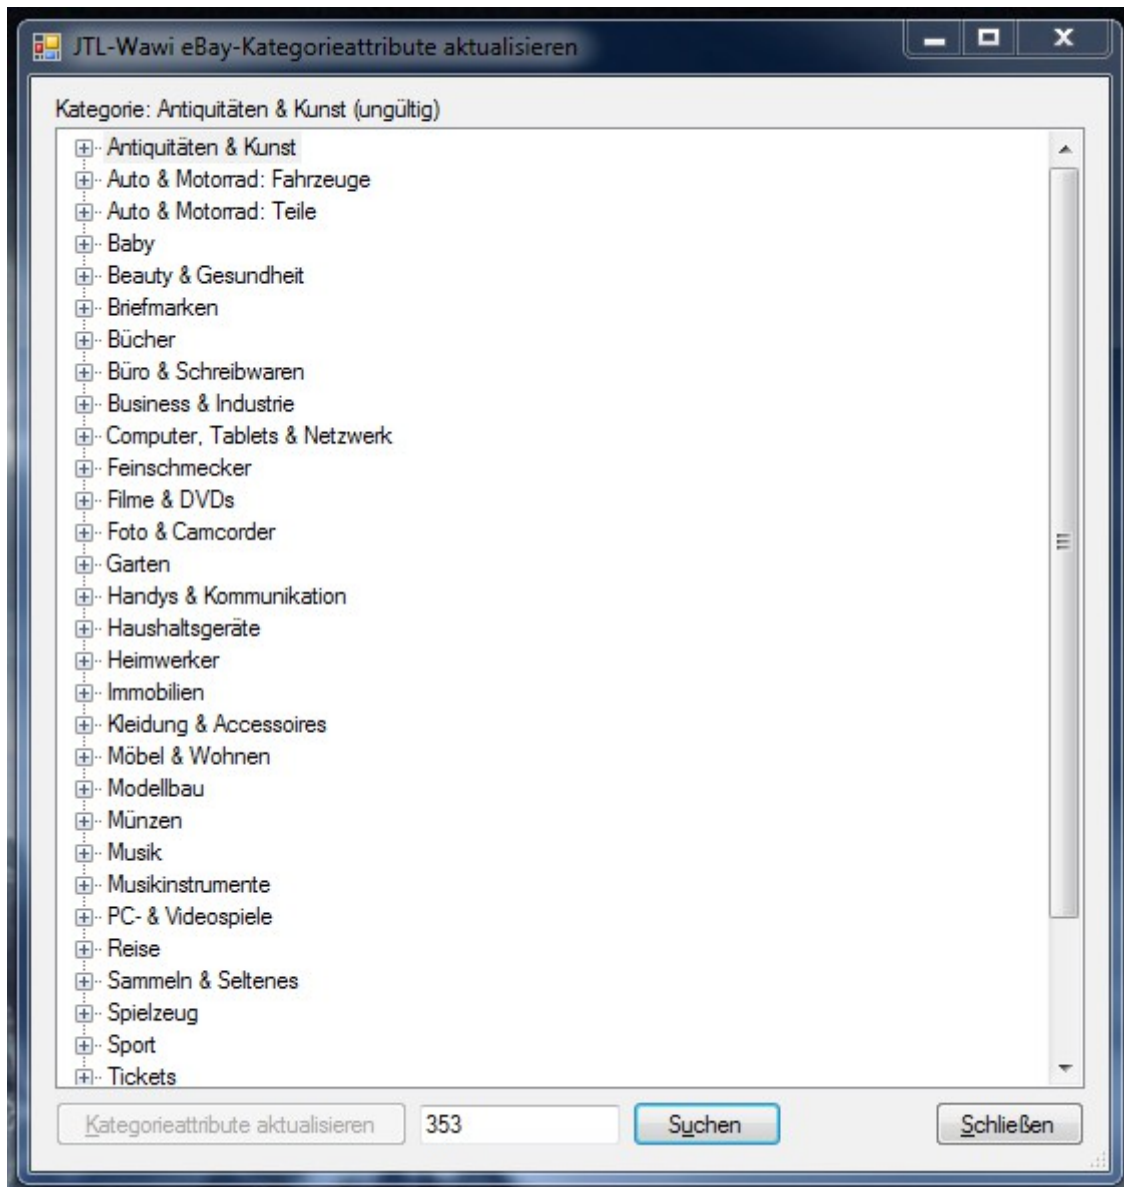 JTL-Wawi eBay-Kategorieattribute aktualisieren
Kategorie: Antiquitäten & Kunst (ungültig)
Antiquitäten & Kunst
Auto & Motorrad: Fahrzeuge
Auto & Motorrad: Teile
Baby
Beauty & Gesundheit
Briefmarken
Bücher
Büro & Schreibwaren
Business & Industrie
Computer, Tablets & Netzwerk
Feinschmecker
Filme & DVDs
Foto & Camcorder
Garten
Handys & Kommunikation
Haushaltsgeräte
Heimwerker
Immobilien
Kleidung & Accessoires
Möbel & Wohnen
Modellbau
Münzen
Musik
Musikinstrumente
PC- & Videospiele
Reise
Sammeln & Seltenes
Spielzeug
Sport
Tickets
Kategorieattribute aktualisieren 353 Suchen Schließen